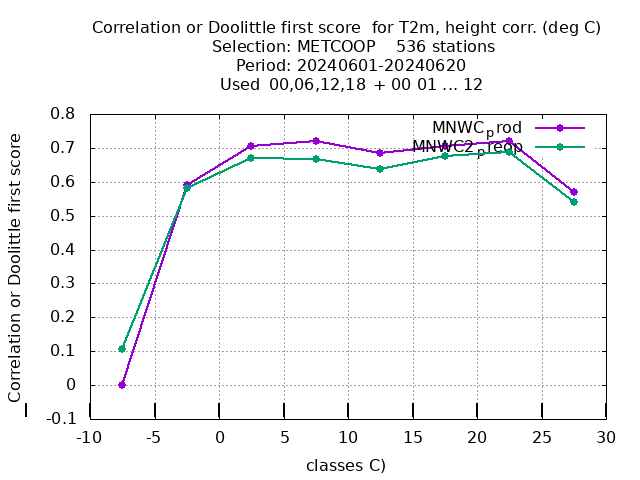 Correlation or Doolittle first score  for T2m, height corr. (deg C)
Selection: METCOOP    536 stations
Period: 20240601-20240620
Used  00,06,12,18  + 00 01 ... 12
Correlation or Doolittle first score
MNWC_prod
MNWC2_preop
0.8
0.7
0.6
0.5
0.4
0.3
0.2
0.1
0
-0.1
-10 -5 0 5 10 15 20 25 30
classes C)